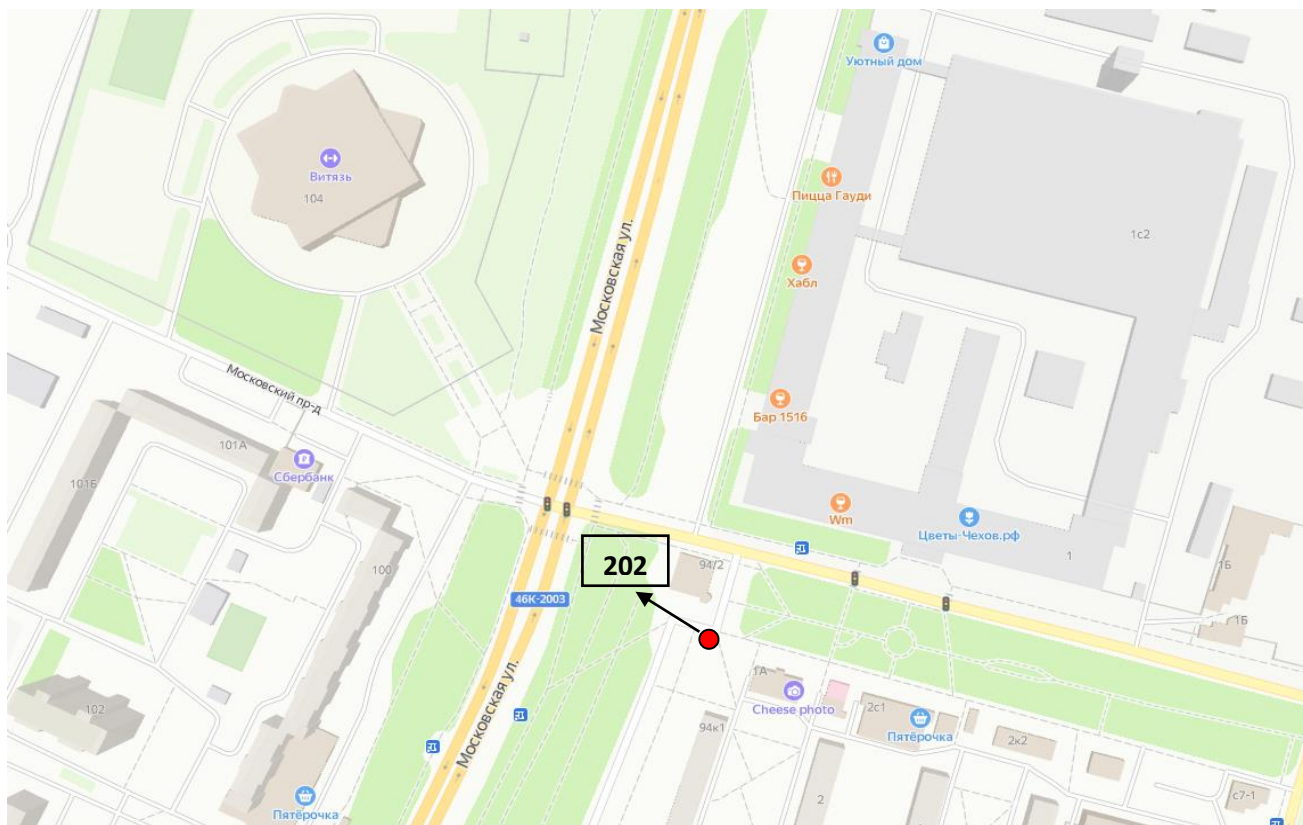 Уютный дом
Витязь
104
Пицца Гауди
1с2
Московская ул.
Хабл
Московский пр-д
Бар 1516
101А
Сбербанк
101Б
Wm
Цветы-Чехов.рф
1
100
202
94/2
1Б
46К-2003
1Б
Московская ул.
1А
Cheese photo
2с1
102
94к1
Пятёрочка
2к2
2
с7-1
Пятёрочка